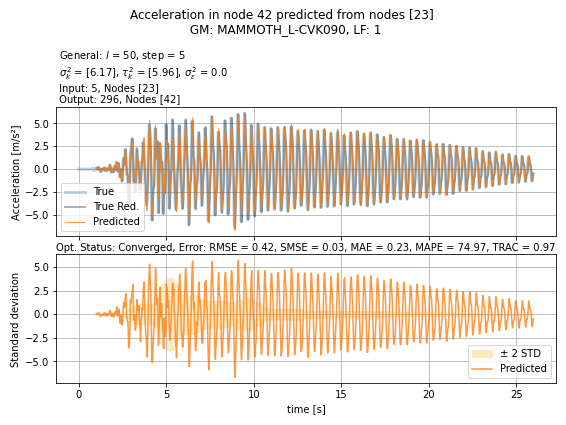 Acceleration in node 42 predicted from nodes [23]
GM: MAMMOTH_L-CVK090, LF: 1
General: l = 50, step = 5
σ_k^2 = [6.17], τ_k^2 = [5.96], σ_ε^2 = 0.0
Input: 5, Nodes [23]
Output: 296, Nodes [42]
Acceleration [m/s²]
5.0
2.5
0.0
−2.5
−5.0
True
True Red.
Predicted
Opt. Status: Converged, Error: RMSE = 0.42, SMSE = 0.03, MAE = 0.23, MAPE = 74.97, TRAC = 0.97
Standard deviation
5.0
2.5
0.0
−2.5
−5.0
± 2 STD
Predicted
0 5 10 15 20 25
time [s]